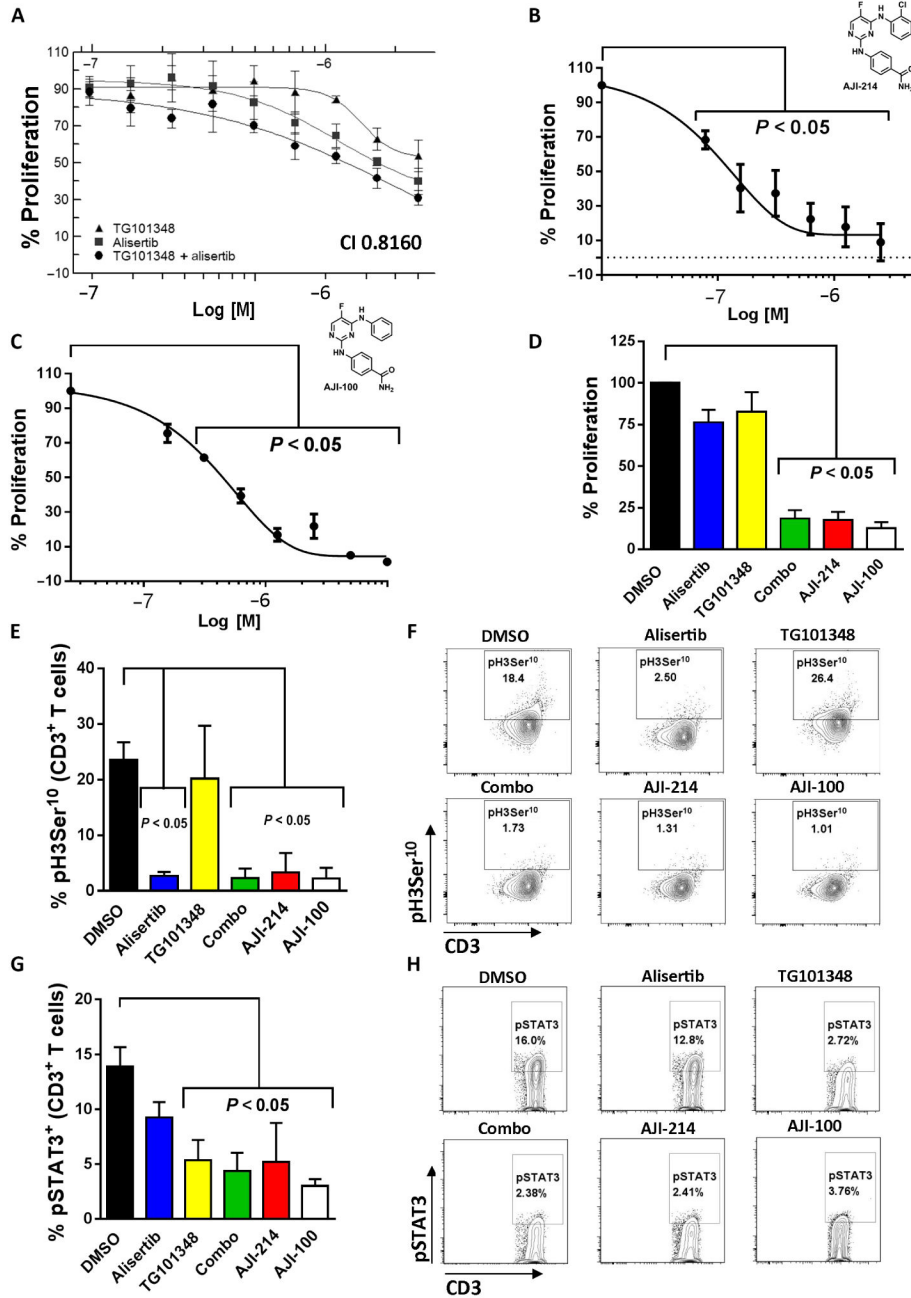 A
−7
−6
110
90
70
50
30
10
−10
% Proliferation
TG101348
Alisertib
TG101348 + alisertib
CI 0.8160
−7
−6
Log [M]
B
F
Cl
H
N
N
N
HN
O
NH₂
AJI-214
110
90
70
50
30
10
−10
% Proliferation
P < 0.05
−7
−6
Log [M]
C
F
H
N
N
N
HN
O
NH₂
AJI-100
110
90
70
50
30
10
−10
% Proliferation
P < 0.05
−7
−6
Log [M]
D
100
75
50
25
0
% Proliferation
P < 0.05
DMSO
Alisertib
TG101348
Combo
AJI-214
AJI-100
E
40
30
20
10
0
% pH3Ser¹⁰ (CD3⁺ T cells)
P < 0.05
P < 0.05
DMSO
Alisertib
TG101348
Combo
AJI-214
AJI-100
F
DMSO
Alisertib
TG101348
pH3Ser¹⁰
18.4
pH3Ser¹⁰
2.50
pH3Ser¹⁰
26.4
Combo
AJI-214
AJI-100
pH3Ser¹⁰
1.73
pH3Ser¹⁰
1.31
pH3Ser¹⁰
1.01
pH3Ser¹⁰
CD3
G
20
15
10
5
0
% pSTAT3⁺ (CD3⁺ T cells)
P < 0.05
DMSO
Alisertib
TG101348
Combo
AJI-214
AJI-100
H
DMSO
Alisertib
TG101348
pSTAT3
16.0%
pSTAT3
12.8%
pSTAT3
2.72%
Combo
AJI-214
AJI-100
pSTAT3
2.38%
pSTAT3
2.41%
pSTAT3
3.76%
pSTAT3
CD3